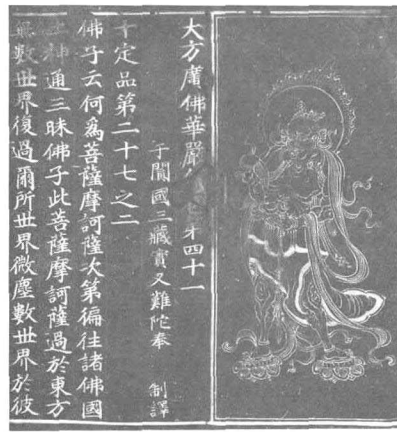 大方廣佛華嚴第四十一
于闐國三藏實叉難陀奉　制譯
十定品第二十七之二
佛子云何爲菩薩摩訶薩次第徧往諸佛國
土神通三昧佛子此菩薩摩訶薩過於東方
無數世界復過爾所世界微塵數世界於彼